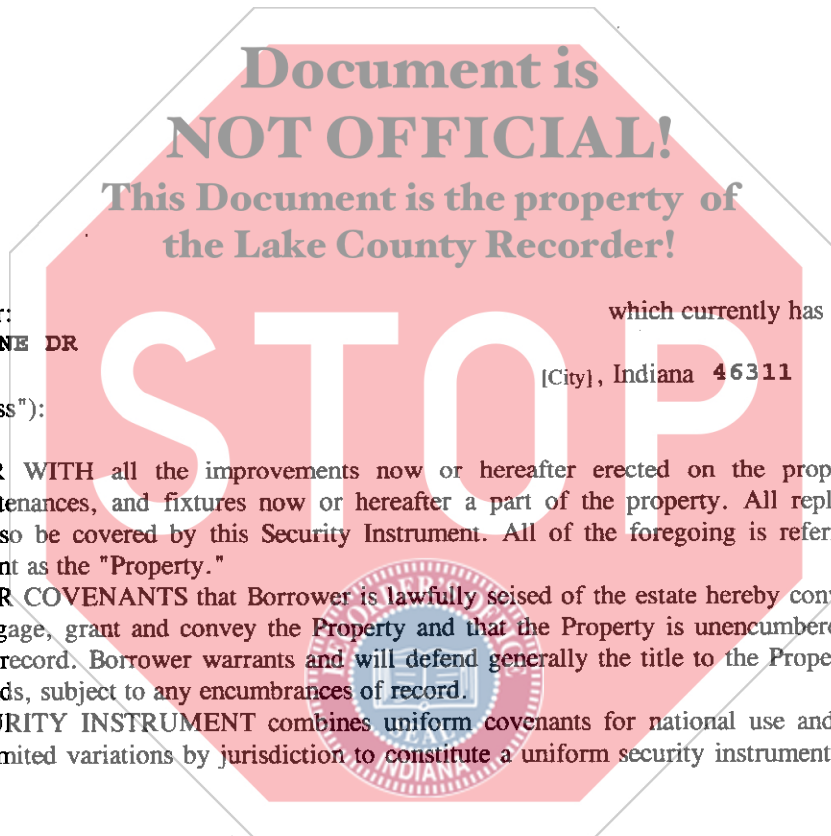 Document is
NOT OFFICIAL!
This Document is the property of
the Lake County Recorder!
STOP
r: which currently has
NE DR
[City], Indiana 46311
ss"):
R WITH all the improvements now or hereafter erected on the prop
tenances, and fixtures now or hereafter a part of the property. All repl
so be covered by this Security Instrument. All of the foregoing is refer
nt as the "Property."
R COVENANTS that Borrower is lawfully seised of the estate hereby conv
gage, grant and convey the Property and that the Property is unencumbere
record. Borrower warrants and will defend generally the title to the Prope
ds, subject to any encumbrances of record.
URITY INSTRUMENT combines uniform covenants for national use and
mited variations by jurisdiction to constitute a uniform security instrument
RECORDER'S OFFICE
SEAL
INDIANA